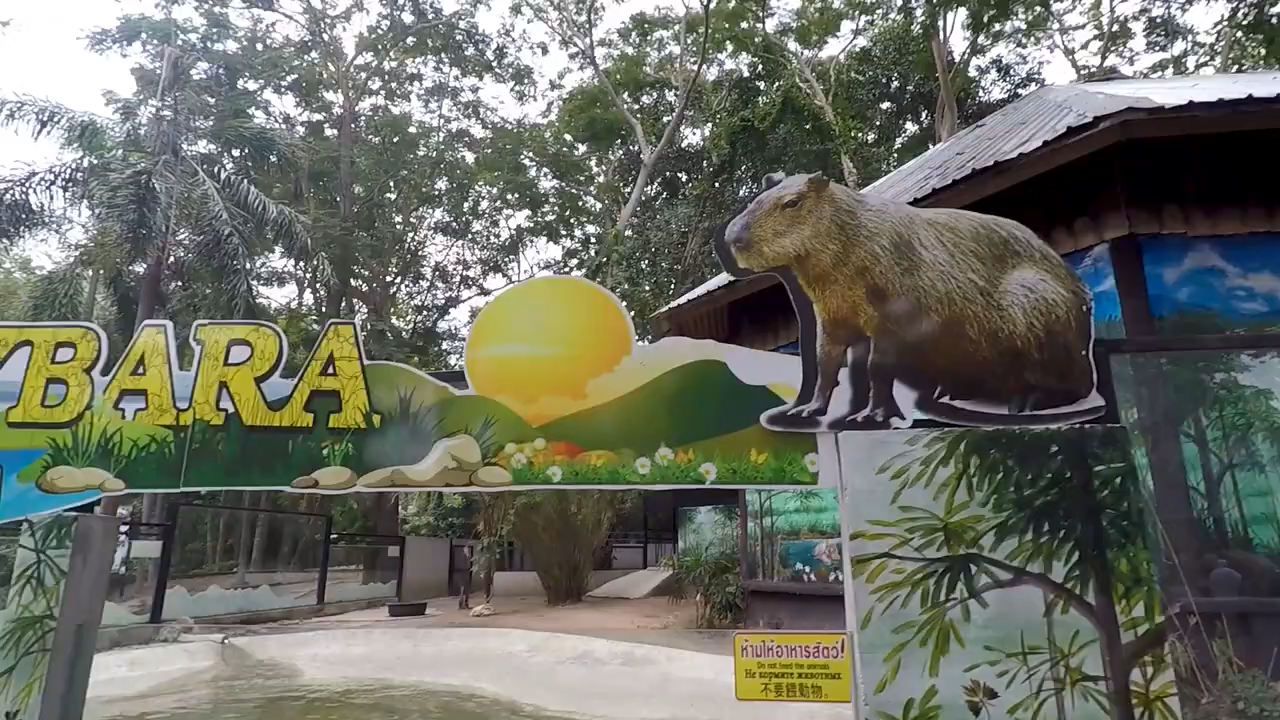 YBARA
ห้ามให้อาหารสัตว์!
Do not feed the animals
Не кормите животных
不要餵動物。